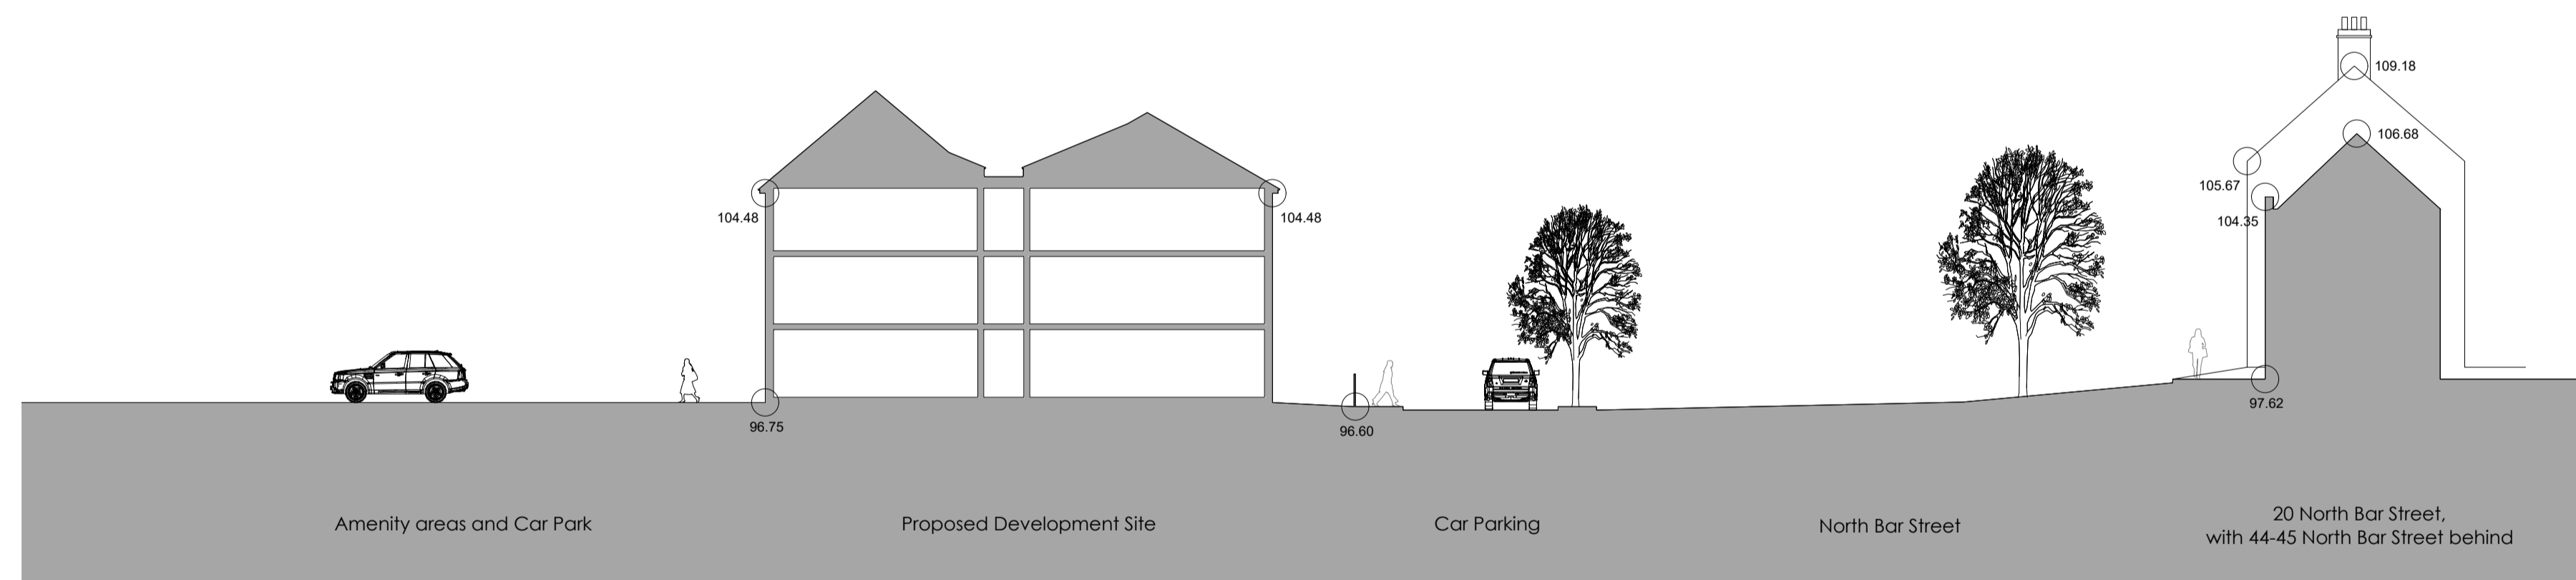 109.18
106.68
105.67
104.35
104.48
104.48
97.62
96.75
96.60
Amenity areas and Car Park
Proposed Development Site
Car Parking
North Bar Street
20 North Bar Street,
with 44-45 North Bar Street behind